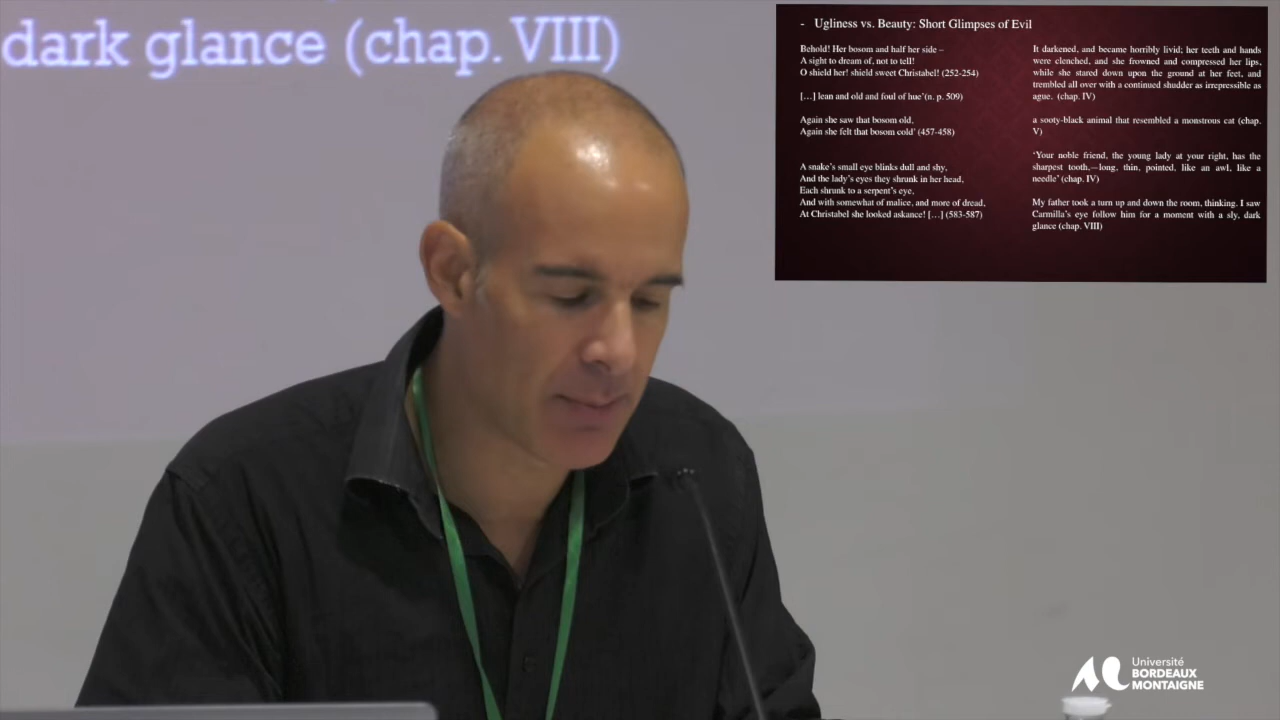 dark glance (chap. VIII)
- Ugliness vs. Beauty: Short Glimpses of Evil
Behold! Her bosom and half her side –
A sight to dream of, not to tell!
O shield her! shield sweet Christabel! (252-254)
[…] lean and old and foul of hue'(n. p. 509)
Again she saw that bosom old,
Again she felt that bosom cold' (457-458)
A snake's small eye blinks dull and shy,
And the lady's eyes they shrunk in her head,
Each shrunk to a serpent's eye,
And with somewhat of malice, and more of dread,
At Christabel she looked askance! […] (583-587)
It darkened, and became horribly livid; her teeth and hands
were clenched, and she frowned and compressed her lips,
while she stared down upon the ground at her feet, and
trembled all over with a continued shudder as irrepressible as
ague. (chap. IV)
a sooty-black animal that resembled a monstrous cat (chap.
V)
'Your noble friend, the young lady at your right, has the
sharpest tooth,—long, thin, pointed, like an awl, like a
needle' (chap. IV)
My father took a turn up and down the room, thinking. I saw
Carmilla's eye follow him for a moment with a sly, dark
glance (chap. VIII)
Université
BORDEAUX
MONTAIGNE